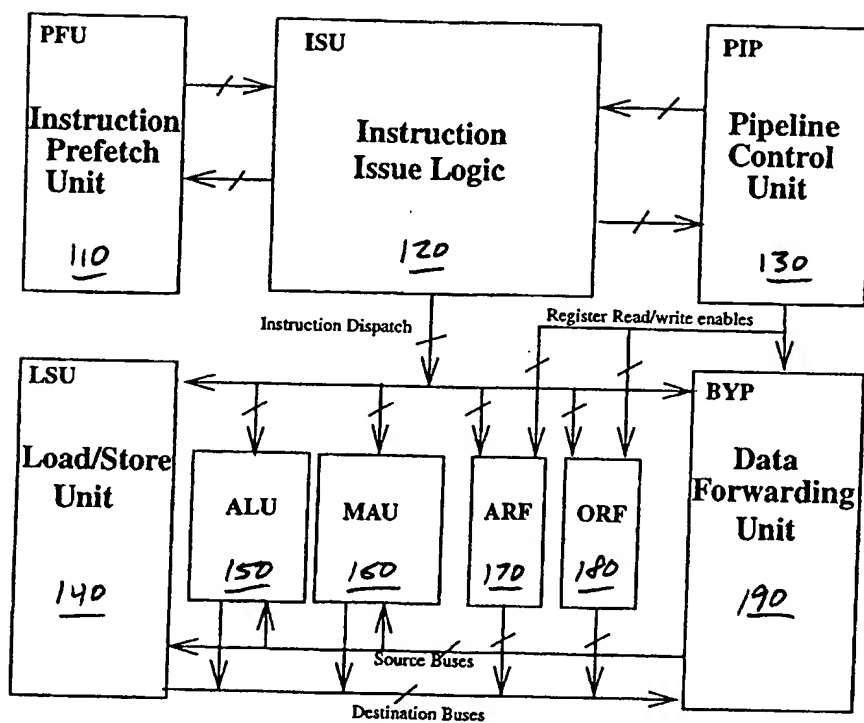 PFU
Instruction
Prefetch
Unit
110
ISU
Instruction
Issue Logic
120
PIP
Pipeline
Control
Unit
130
Instruction Dispatch
Register Read/write enables
LSU
Load/Store
Unit
140
ALU
150
MAU
160
ARF
170
ORF
180
BYP
Data
Forwarding
Unit
190
Source Buses
Destination Buses